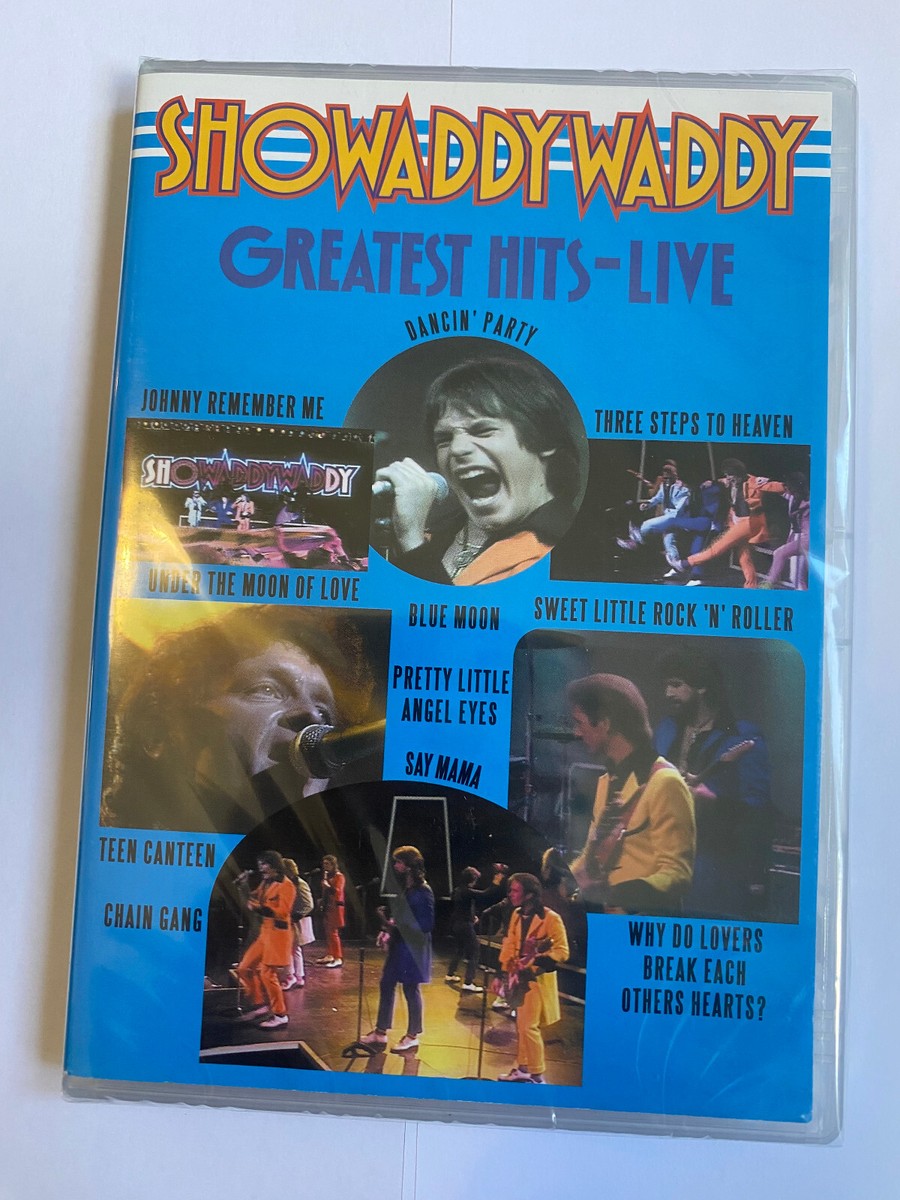 SHOWADDYWADDY
GREATEST HITS-LIVE
DANCIN' PARTY
JOHNNY REMEMBER ME
THREE STEPS TO HEAVEN
SHOWADDYWADDY
UNDER THE MOON OF LOVE
BLUE MOON
SWEET LITTLE ROCK 'N' ROLLER
PRETTY LITTLE
ANGEL EYES
SAY MAMA
TEEN CANTEEN
CHAIN GANG
WHY DO LOVERS
BREAK EACH
OTHERS HEARTS?